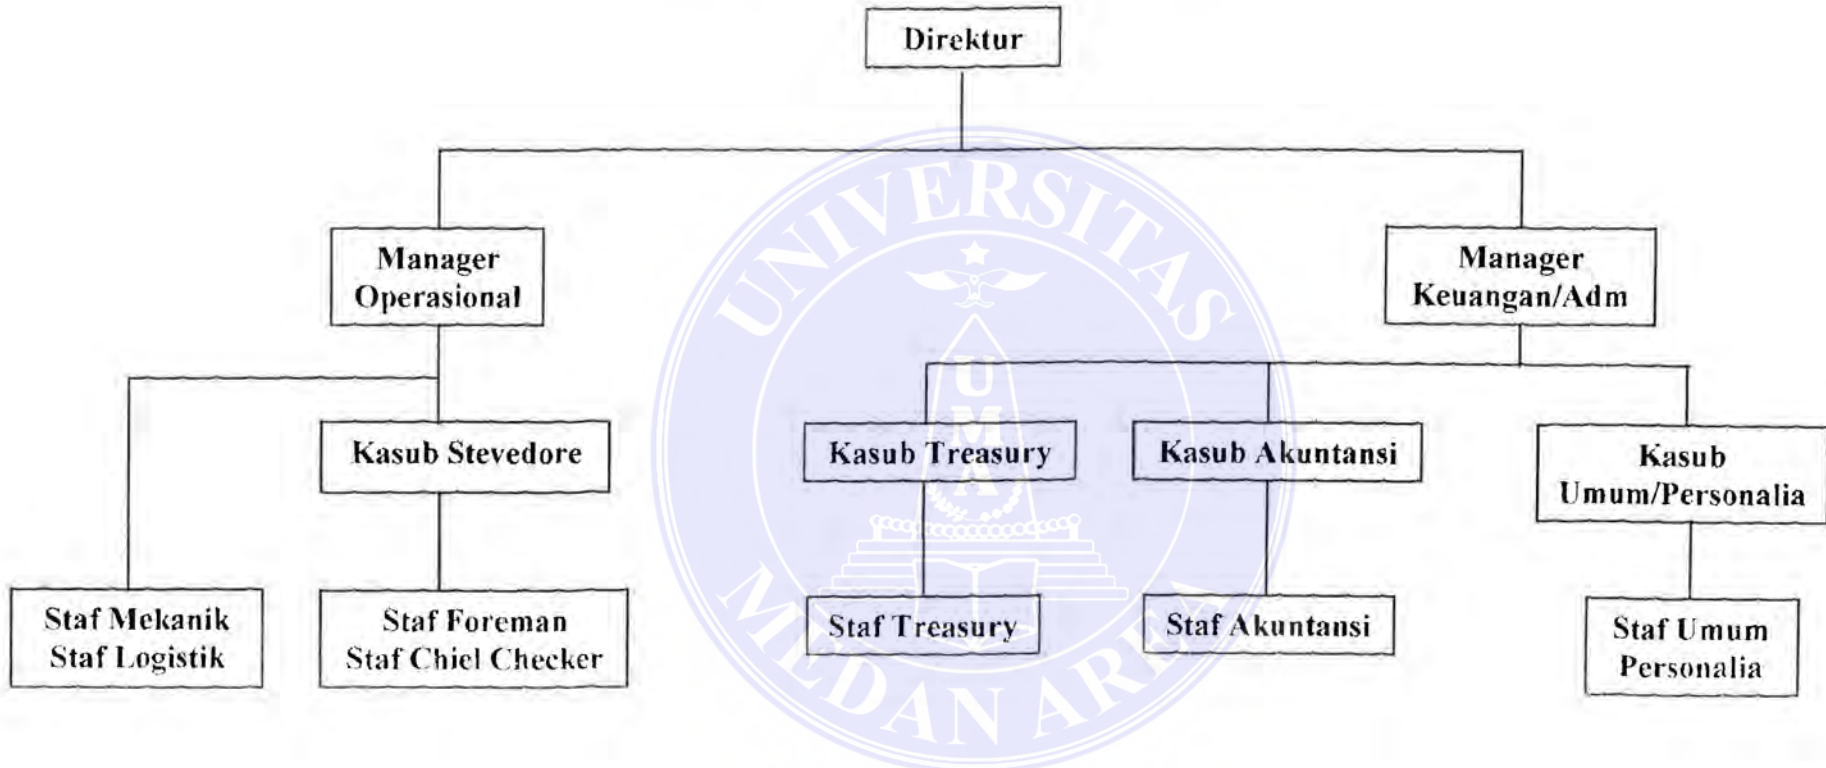 Direktur
Manager
Operasional
Manager
Keuangan/Adm
Kasub Stevedore
Kasub Treasury
Kasub Akuntansi
Kasub
Umum/Personalia
Staf Mekanik
Staf Logistik
Staf Foreman
Staf Chiel Checker
Staf Treasury
Staf Akuntansi
Staf Umum
Personalia
UNIVERSITAS
UMA
MEDAN AREA